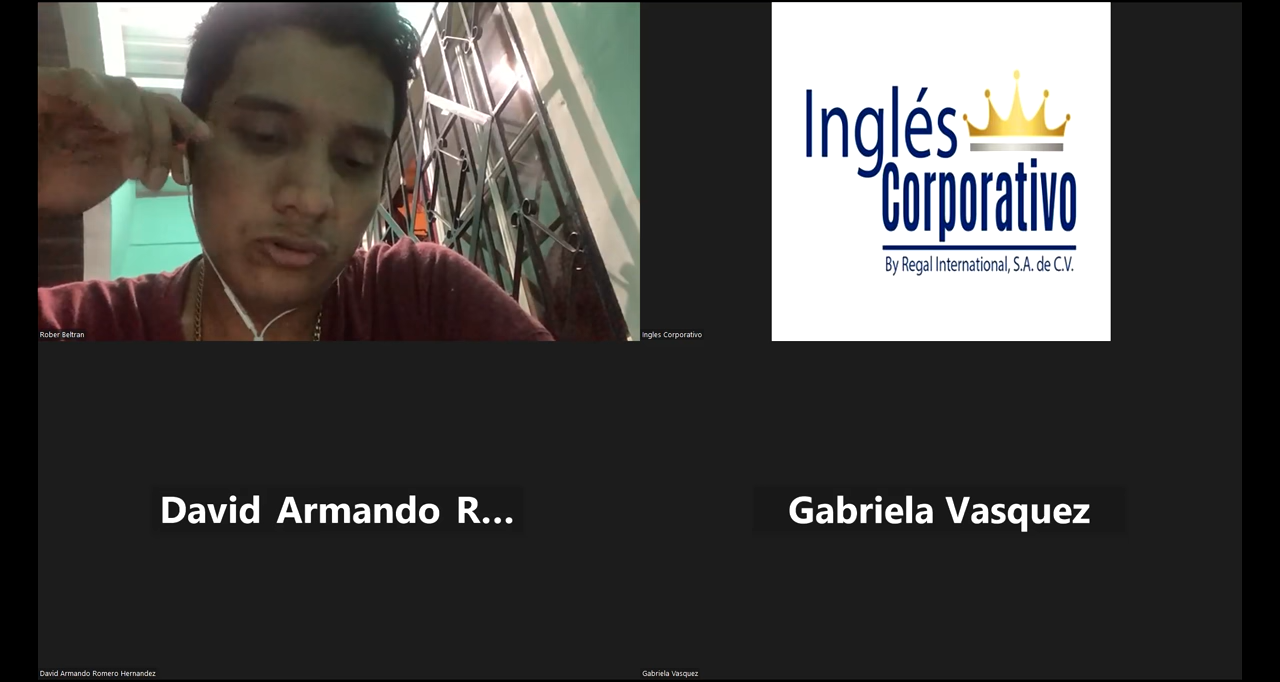 Inglés
Corporativo
By Regal International, S.A. de C.V.
Rober Beltran
Ingles Corporativo
David Armando R...
Gabriela Vasquez
David Armando Romero Hernandez
Gabriela Vasquez